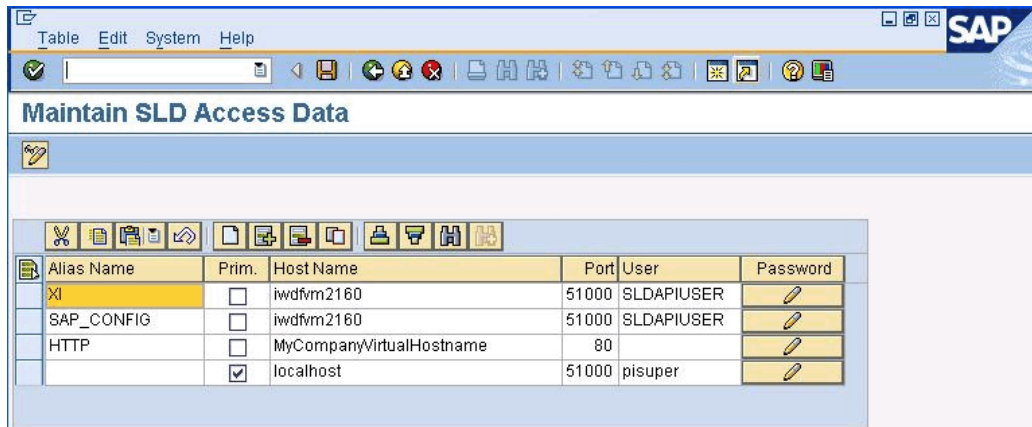 Table Edit System Help
SAP
Maintain SLD Access Data
Alias Name Prim. Host Name Port User Password
XI iwdfvm2160 51000 SLDAPIUSER
SAP_CONFIG iwdfvm2160 51000 SLDAPIUSER
HTTP MyCompanyVirtualHostname 80
localhost 51000 pisuper